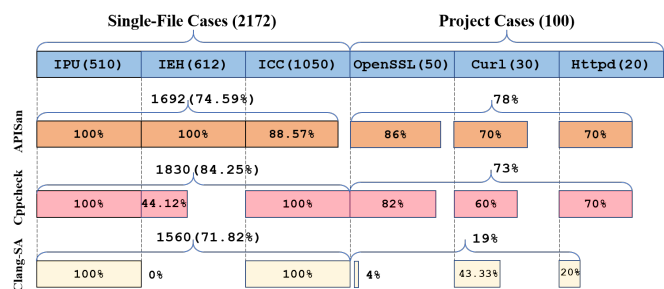 Single-File Cases (2172) Project Cases (100)
IPU(510) IEH(612) ICC(1050) OpenSSL(50) Curl(30) Httpd(20)
1692(74.59%) 78%
APISan 100% 100% 88.57% 86% 70% 70%
1830(84.25%) 73%
Cppcheck 100% 44.12% 100% 82% 60% 70%
1560(71.82%) 19%
Clang-SA 100% 0% 100% 4% 43.33% 20%